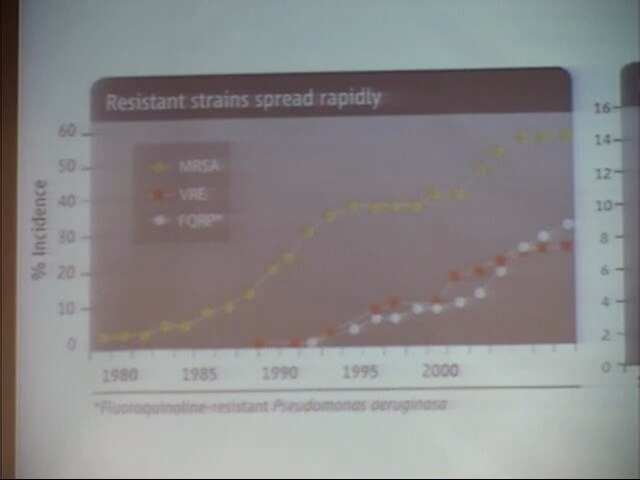 Resistant strains spread rapidly
% Incidence
60
50
40
30
20
10
0
MRSA
VRE
FQRP*
1980 1985 1990 1995 2000
*Fluoroquinoline-resistant Pseudomonas aeruginosa
16
14
12
10
8
6
4
2
0